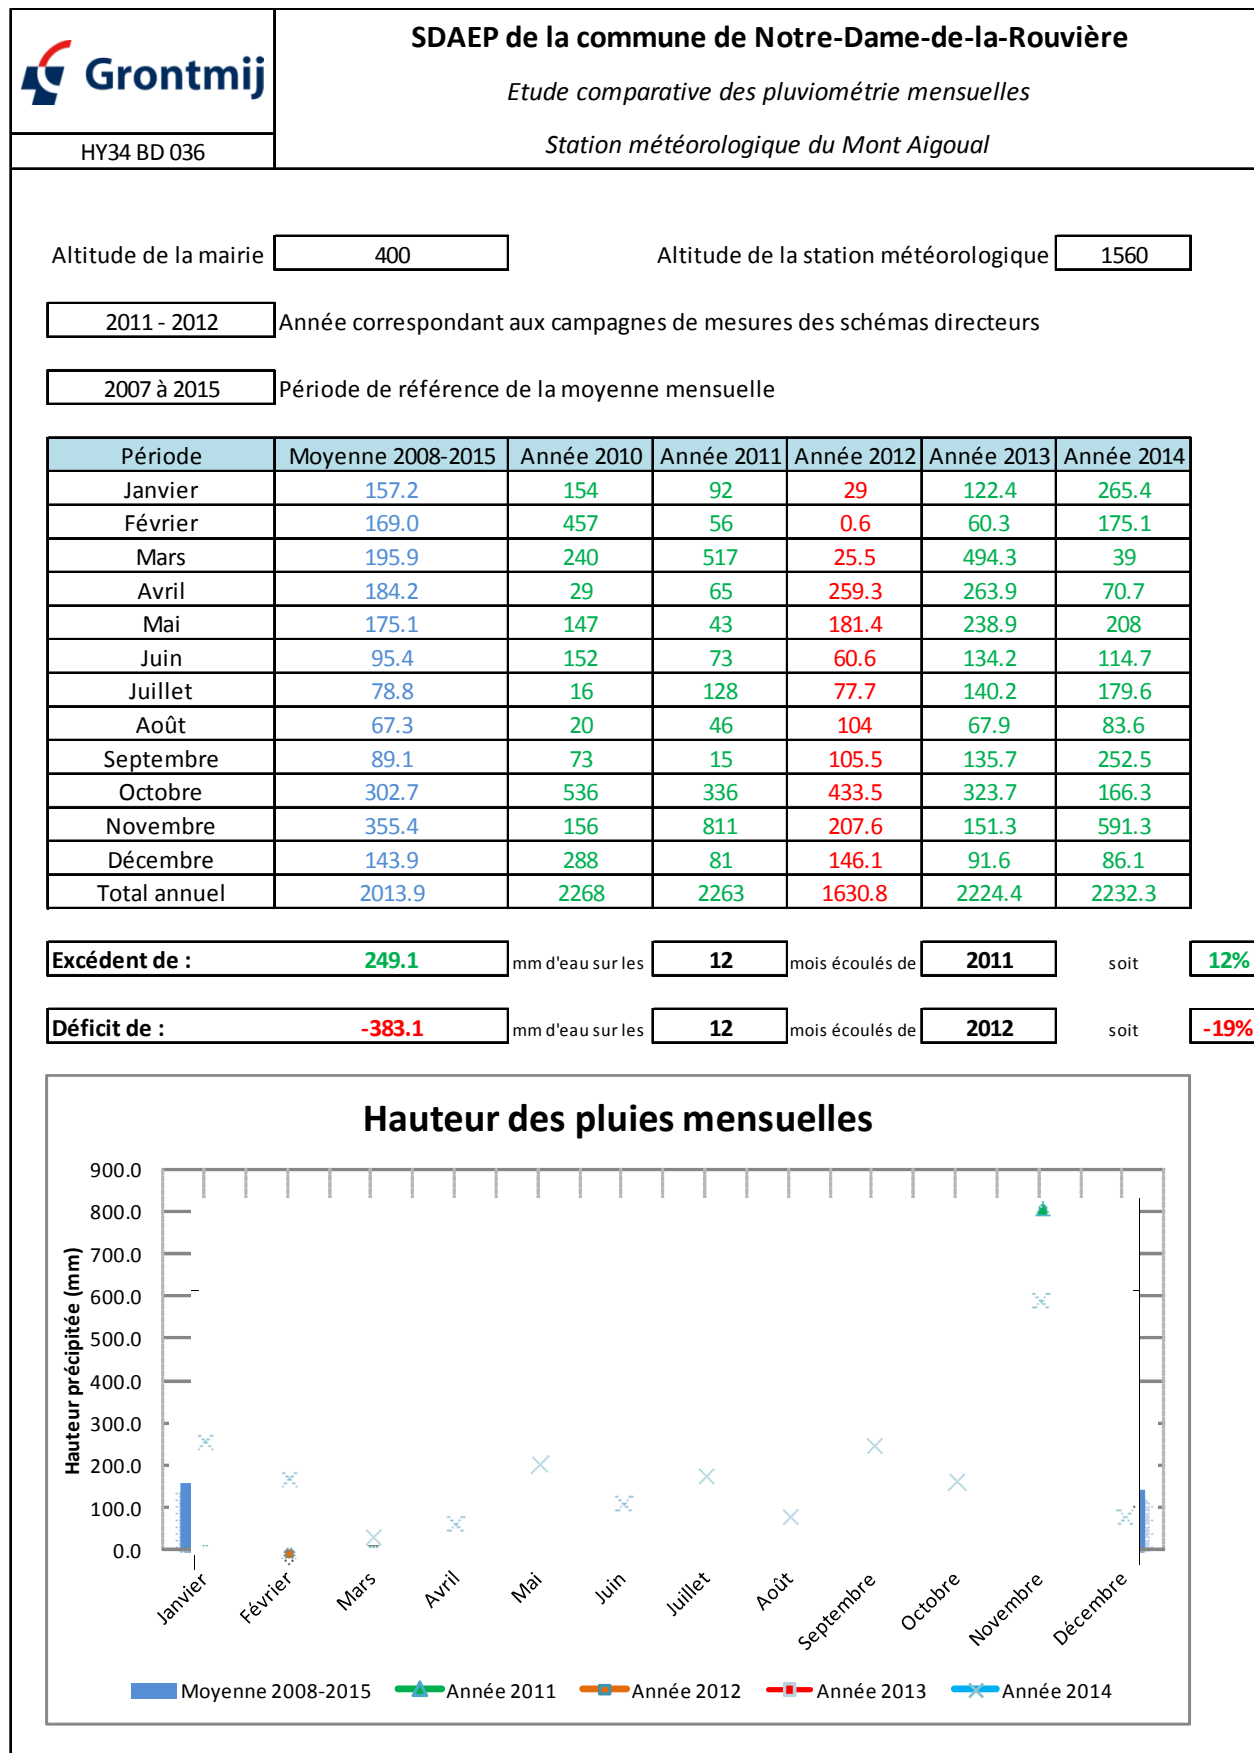 Grontmij
HY34 BD 036
SDAEP de la commune de Notre-Dame-de-la-Rouvière
Etude comparative des pluviométrie mensuelles
Station météorologique du Mont Aigoual
Altitude de la mairie 400 Altitude de la station météorologique 1560
2011 - 2012 Année correspondant aux campagnes de mesures des schémas directeurs
2007 à 2015 Période de référence de la moyenne mensuelle
Période Moyenne 2008-2015 Année 2010 Année 2011 Année 2012 Année 2013 Année 2014
Janvier 157.2 154 92 29 122.4 265.4
Février 169.0 457 56 0.6 60.3 175.1
Mars 195.9 240 517 25.5 494.3 39
Avril 184.2 29 65 259.3 263.9 70.7
Mai 175.1 147 43 181.4 238.9 208
Juin 95.4 152 73 60.6 134.2 114.7
Juillet 78.8 16 128 77.7 140.2 179.6
Août 67.3 20 46 104 67.9 83.6
Septembre 89.1 73 15 105.5 135.7 252.5
Octobre 302.7 536 336 433.5 323.7 166.3
Novembre 355.4 156 811 207.6 151.3 591.3
Décembre 143.9 288 81 146.1 91.6 86.1
Total annuel 2013.9 2268 2263 1630.8 2224.4 2232.3
Excédent de : 249.1 mm d'eau sur les 12 mois écoulés de 2011 soit 12%
Déficit de : -383.1 mm d'eau sur les 12 mois écoulés de 2012 soit -19%
Hauteur des pluies mensuelles
Hauteur précipitée (mm)
900.0
800.0
700.0
600.0
500.0
400.0
300.0
200.0
100.0
0.0
Janvier Février Mars Avril Mai Juin Juillet Août Septembre Octobre Novembre Décembre
Moyenne 2008-2015 Année 2011 Année 2012 Année 2013 Année 2014